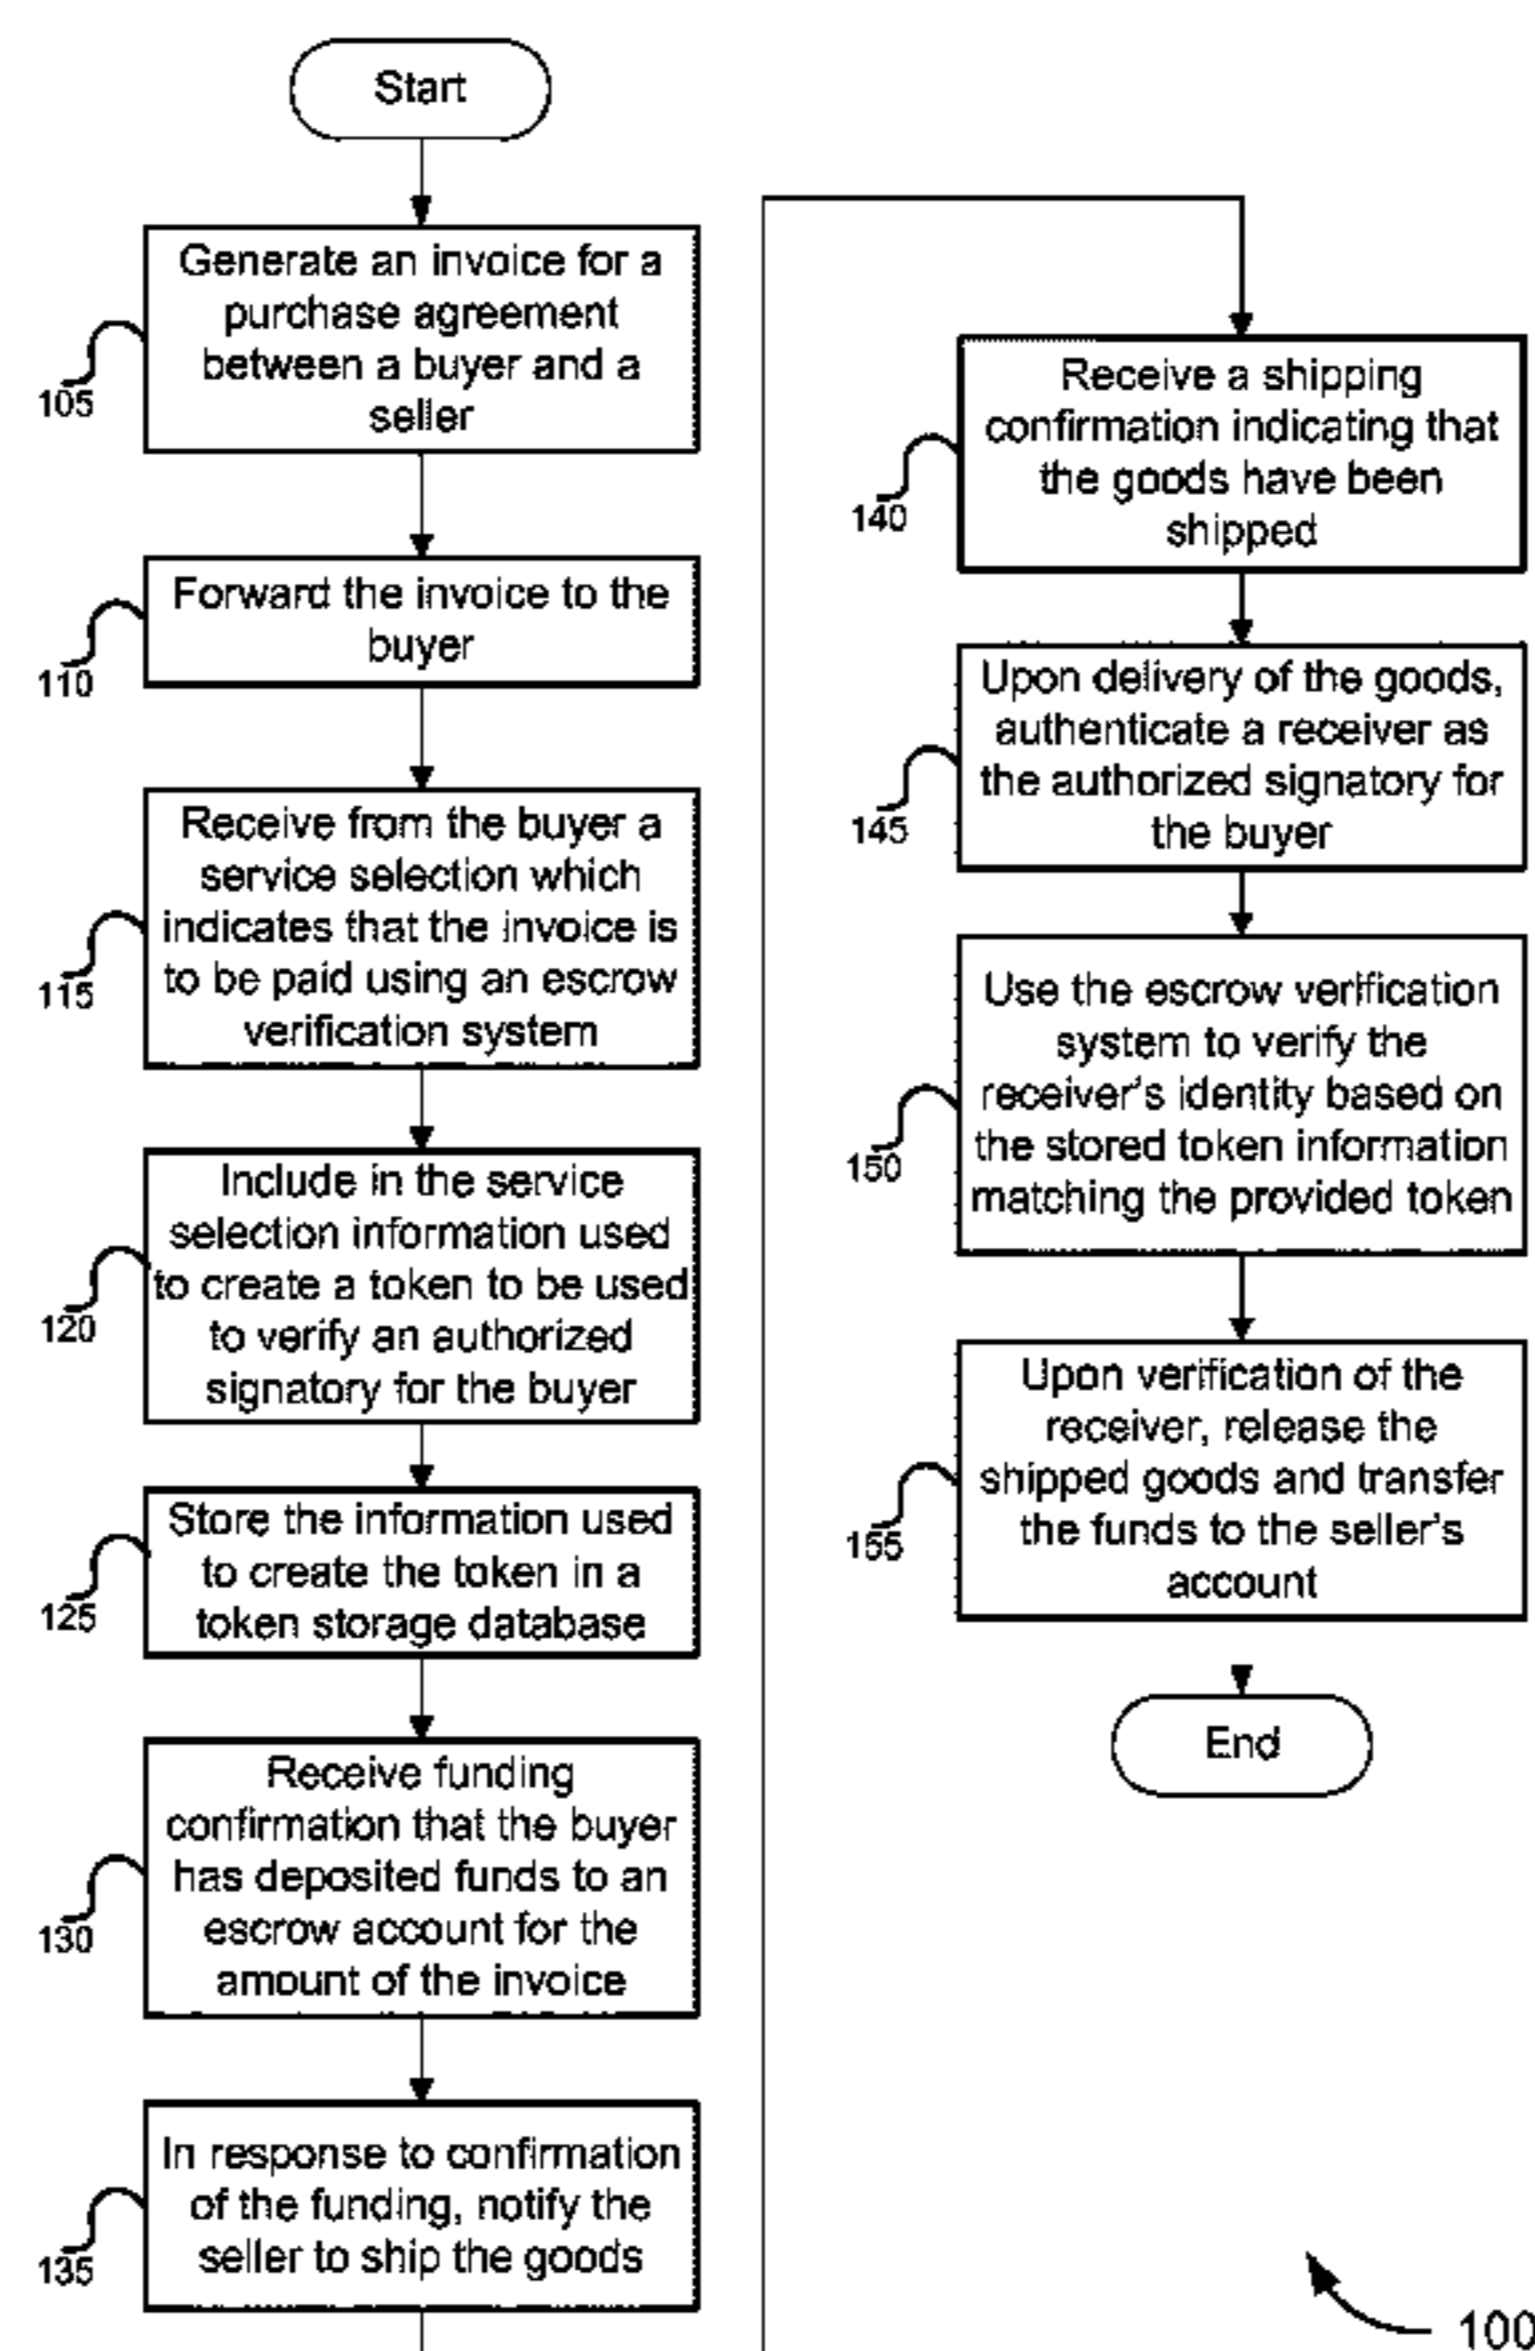 Start
Generate an invoice for a
purchase agreement
between a buyer and a
seller
105
Forward the invoice to the
buyer
110
Receive from the buyer a
service selection which
indicates that the invoice is
to be paid using an escrow
verification system
115
Include in the service
selection information used
to create a token to be used
to verify an authorized
signatory for the buyer
120
Store the information used
to create the token in a
token storage database
125
Receive funding
confirmation that the buyer
has deposited funds to an
escrow account for the
amount of the invoice
130
In response to confirmation
of the funding, notify the
seller to ship the goods
135
Receive a shipping
confirmation indicating that
the goods have been
shipped
140
Upon delivery of the goods,
authenticate a receiver as
the authorized signatory for
the buyer
145
Use the escrow verification
system to verify the
receiver's identity based on
the stored token information
matching the provided token
150
Upon verification of the
receiver, release the
shipped goods and transfer
the funds to the seller's
account
155
End
100